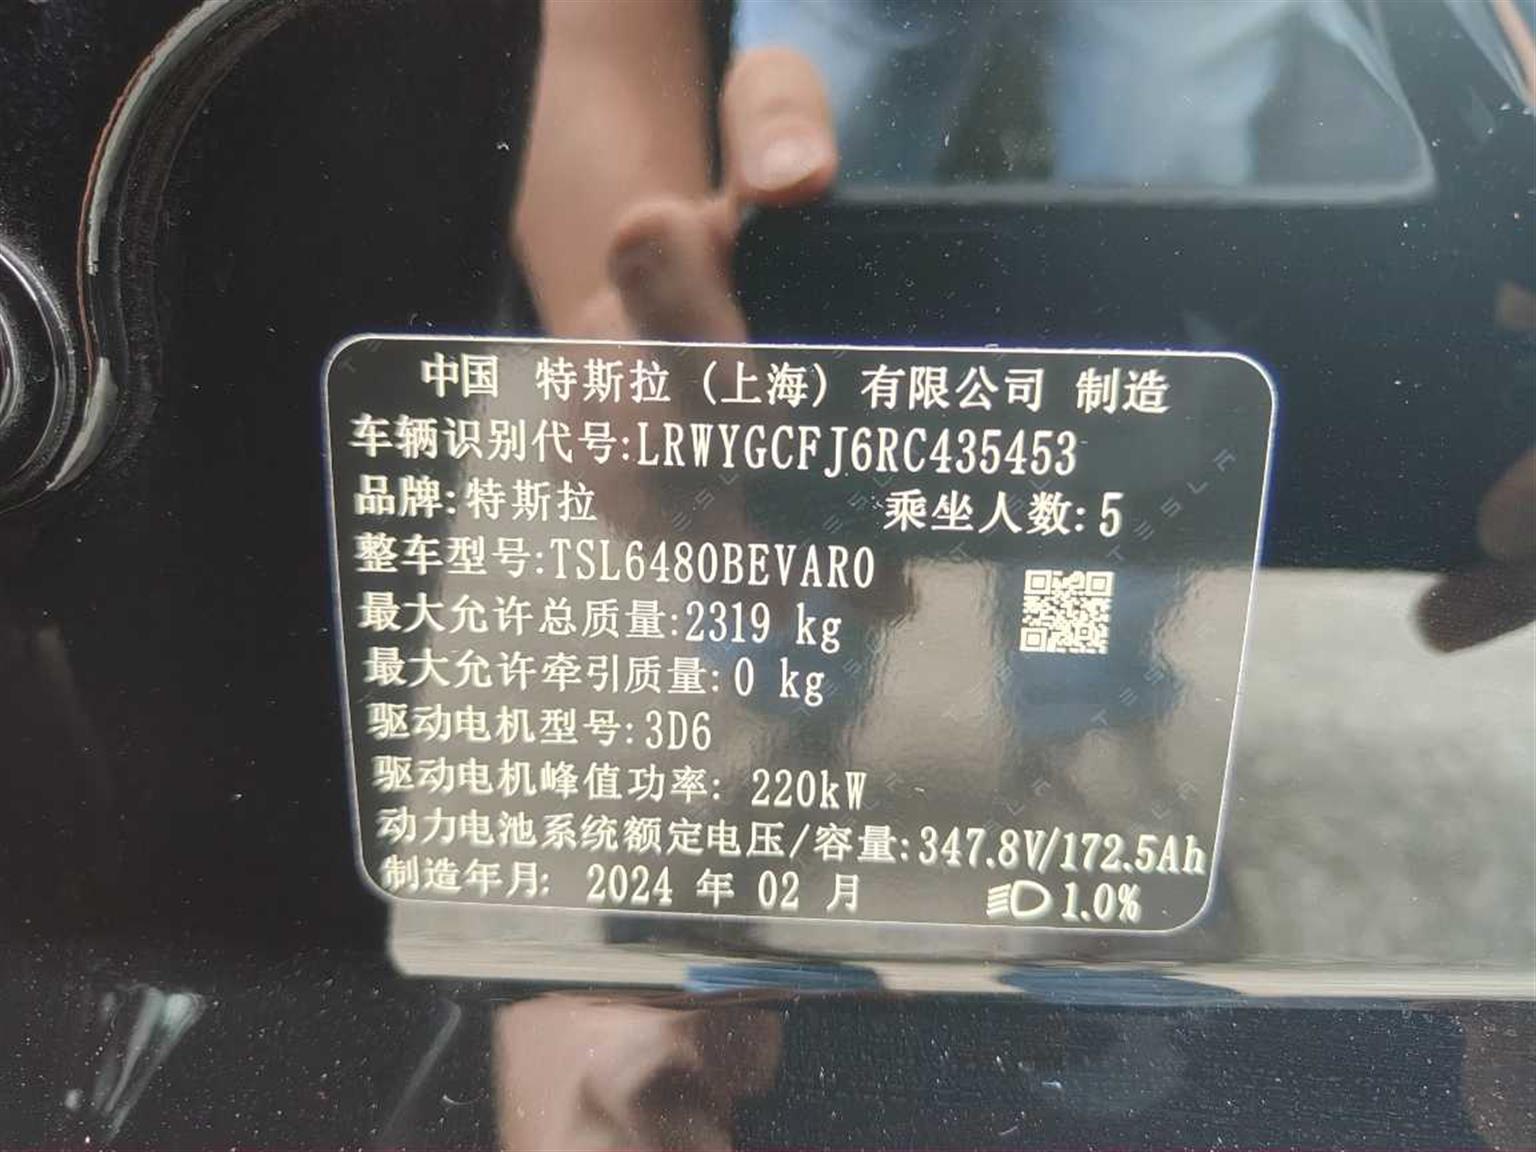 中国 特斯拉（上海）有限公司 制造
车辆识别代号:LRWYGCFJ6RC435453
品牌:特斯拉 乘坐人数:5
整车型号:TSL6480BEVAR0
最大允许总质量:2319 kg
最大允许牵引质量:0 kg
驱动电机型号:3D6
驱动电机峰值功率: 220kW
动力电池系统额定电压/容量:347.8V/172.5Ah
制造年月: 2024 年 02 月 1.0%
TESLA